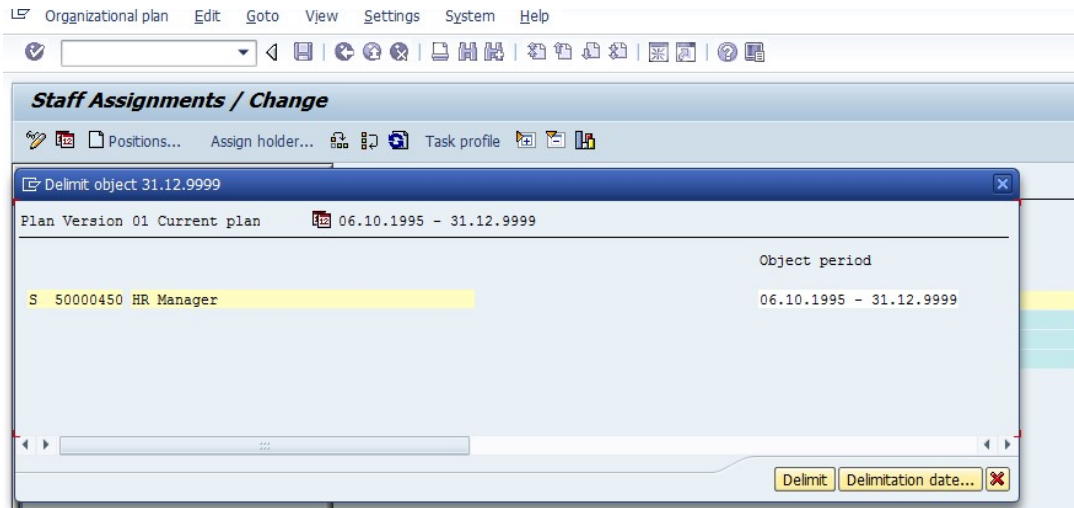 Organizational plan Edit Goto View Settings System Help
Staff Assignments / Change
Positions... Assign holder... Task profile
Delimit object 31.12.9999
Plan Version 01 Current plan 06.10.1995 - 31.12.9999
Object period
S 50000450 HR Manager 06.10.1995 - 31.12.9999
Delimit Delimitation date...